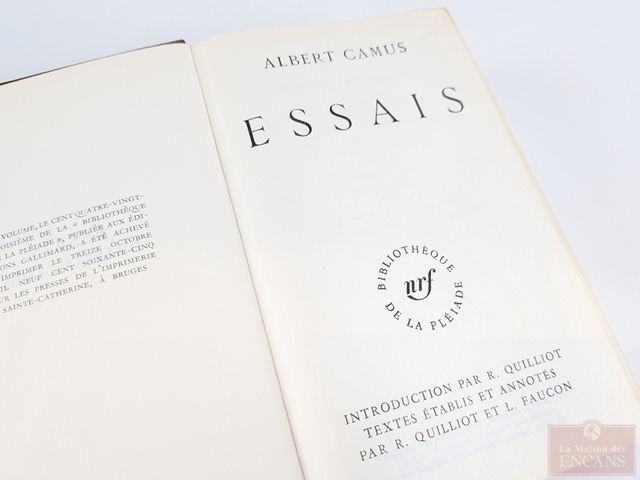 VOLUME, LE CENT QUATRE-VINGT-
OISIÈME DE LA « BIBLIOTHÈQUE
LA PLÉIADE », PUBLIÉE AUX ÉDI-
ONS GALLIMARD, A ÉTÉ ACHEVÉ
IMPRIMER LE TREIZE OCTOBRE
IL NEUF CENT SOIXANTE-CINQ
UR LES PRESSES DE L'IMPRIMERIE
SAINTE-CATHERINE, À BRUGES
ALBERT CAMUS
ESSAIS
BIBLIOTHÈQUE
nrf
DE LA PLÉIADE
INTRODUCTION PAR R. QUILLIOT
TEXTES ÉTABLIS ET ANNOTÉS
PAR R. QUILLIOT ET L. FAUCON
La Maison des
ENCANS